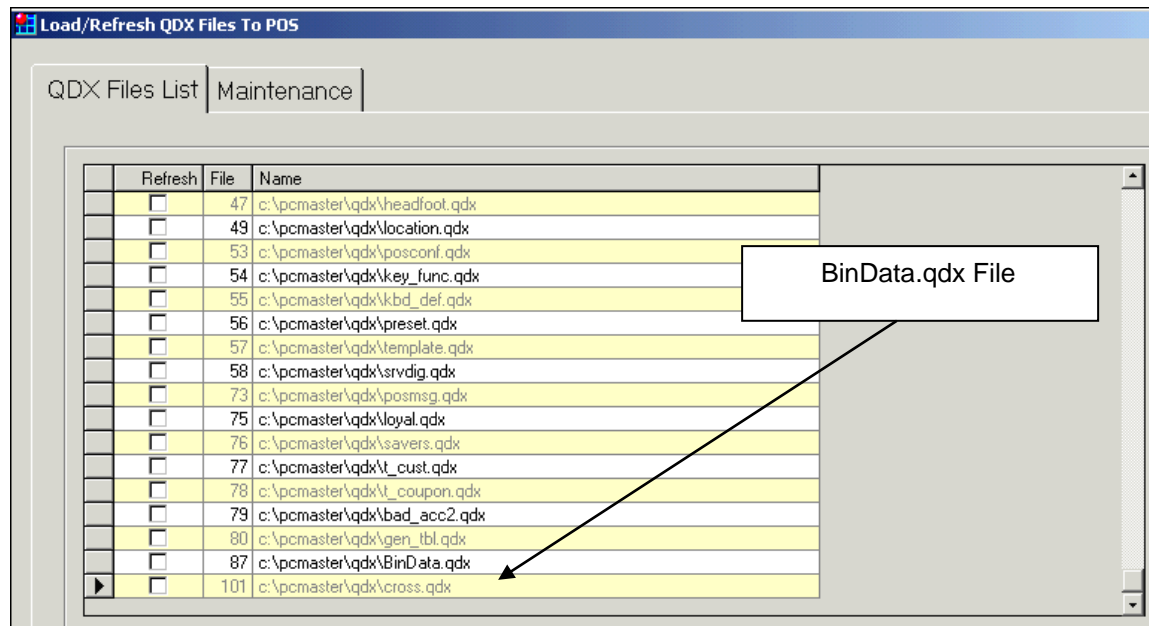 Load/Refresh QDX Files To POS
QDX Files List Maintenance
Refresh File Name
47 c:\pcmaster\qdx\headfoot.qdx
49 c:\pcmaster\qdx\location.qdx
53 c:\pcmaster\qdx\posconf.qdx
54 c:\pcmaster\qdx\key_func.qdx
BinData.qdx File
55 c:\pcmaster\qdx\kbd_def.qdx
56 c:\pcmaster\qdx\preset.qdx
57 c:\pcmaster\qdx\template.qdx
58 c:\pcmaster\qdx\srvdig.qdx
73 c:\pcmaster\qdx\posmsg.qdx
75 c:\pcmaster\qdx\loyal.qdx
76 c:\pcmaster\qdx\savers.qdx
77 c:\pcmaster\qdx\t_cust.qdx
78 c:\pcmaster\qdx\t_coupon.qdx
79 c:\pcmaster\qdx\bad_acc2.qdx
80 c:\pcmaster\qdx\gen_tbl.qdx
87 c:\pcmaster\qdx\BinData.qdx
101 c:\pcmaster\qdx\cross.qdx